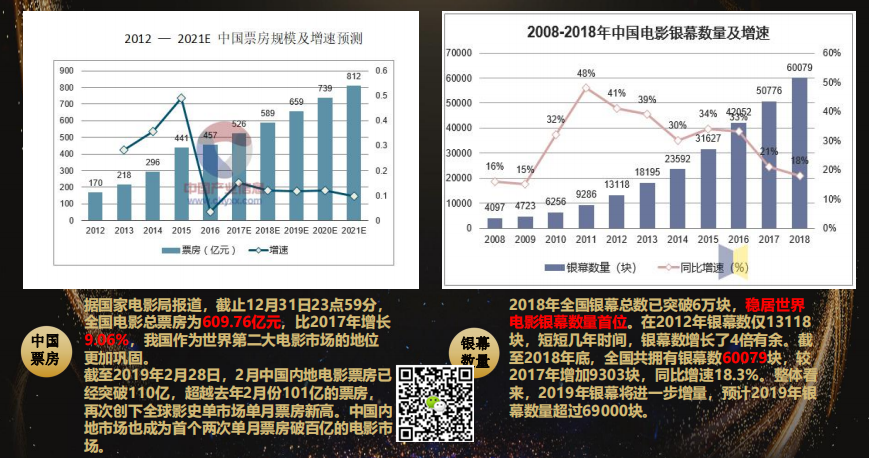 2012 — 2021E 中国票房规模及增速预测
900
800
700
600
500
400
300
200
100
0
0.6
0.5
0.4
0.3
0.2
0.1
0
170
218
296
441
457
526
589
659
739
812
2012 2013 2014 2015 2016 2017E 2018E 2019E 2020E 2021E
票房（亿元） 增速
中国产业信息
2008-2018年中国电影银幕数量及增速
70000
60000
50000
40000
30000
20000
10000
0
60%
50%
40%
30%
20%
10%
0%
16%
15%
32%
48%
41%
39%
30%
34%
33%
21%
18%
4097
4723
6256
9286
13118
18195
23592
31627
42052
50776
60079
2008 2009 2010 2011 2012 2013 2014 2015 2016 2017 2018
银幕数量（块） 同比增速（%）
中国
票房
据国家电影局报道，截止12月31日23点59分，
全国电影总票房为609.76亿元，比2017年增长
9.06%，我国作为世界第二大电影市场的地位
更加巩固。
截至2019年2月28日，2月中国内地电影票房已
经突破110亿，超越去年2月份101亿的票房，
再次创下全球影史单市场单月票房新高。中国内
地市场也成为首个两次单月票房破百亿的电影市
场。
银幕
数量
2018年全国银幕总数已突破6万块，稳居世界
电影银幕数量首位。在2012年银幕数仅13118
块，短短几年时间，银幕数增长了4倍有余。截
至2018年底，全国共拥有银幕数60079块，较
2017年增加9303块，同比增速18.3%。整体看
来，2019年银幕将进一步增量，预计2019年银
幕数量超过69000块。